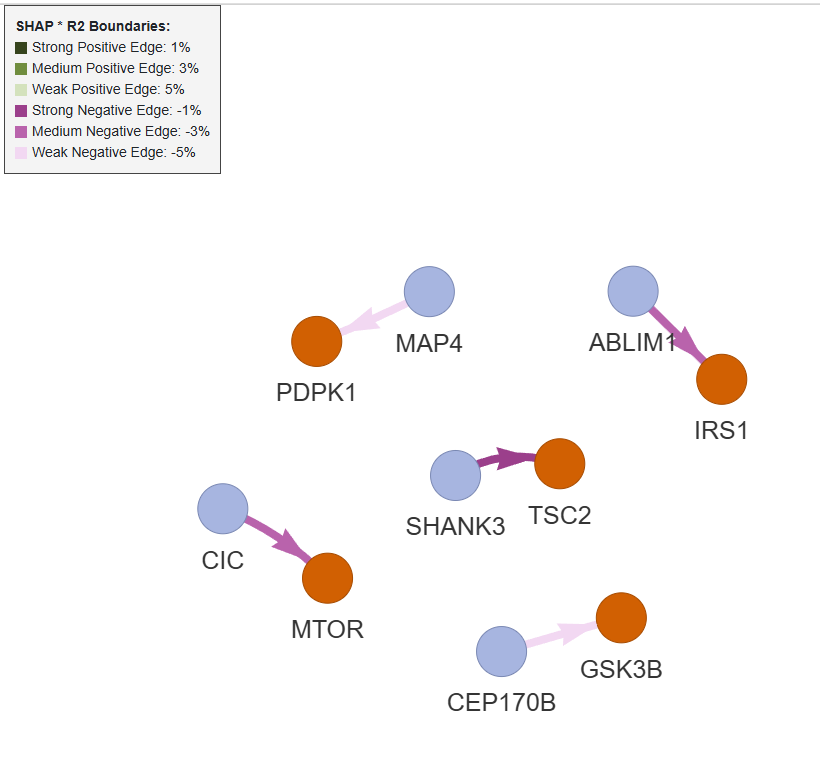 SHAP * R2 Boundaries:
Strong Positive Edge: 1%
Medium Positive Edge: 3%
Weak Positive Edge: 5%
Strong Negative Edge: -1%
Medium Negative Edge: -3%
Weak Negative Edge: -5%
MAP4
ABLIM1
PDPK1
IRS1
SHANK3
TSC2
CIC
MTOR
GSK3B
CEP170B